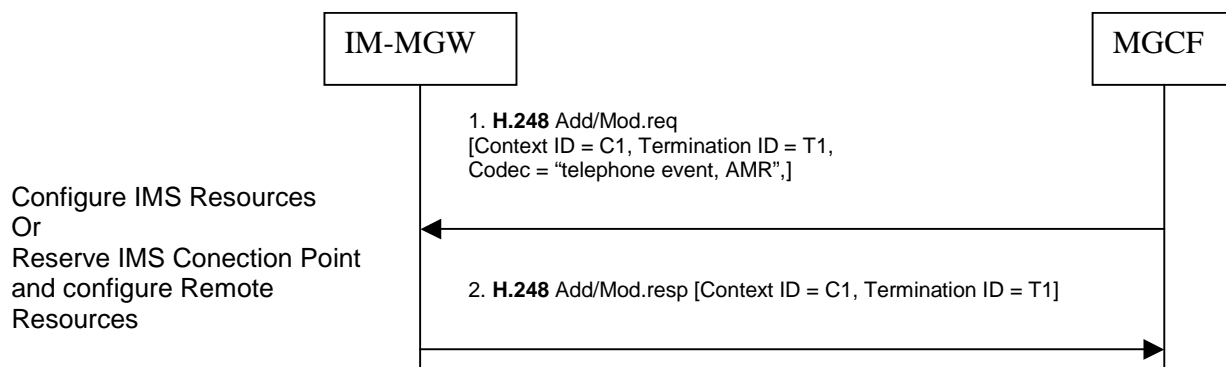 IM-MGW
MGCF
1. H.248 Add/Mod.req
[Context ID = C1, Termination ID = T1,
Codec = “telephone event, AMR”,]
Configure IMS Resources
Or
Reserve IMS Conection Point
and configure Remote
Resources
2. H.248 Add/Mod.resp [Context ID = C1, Termination ID = T1]